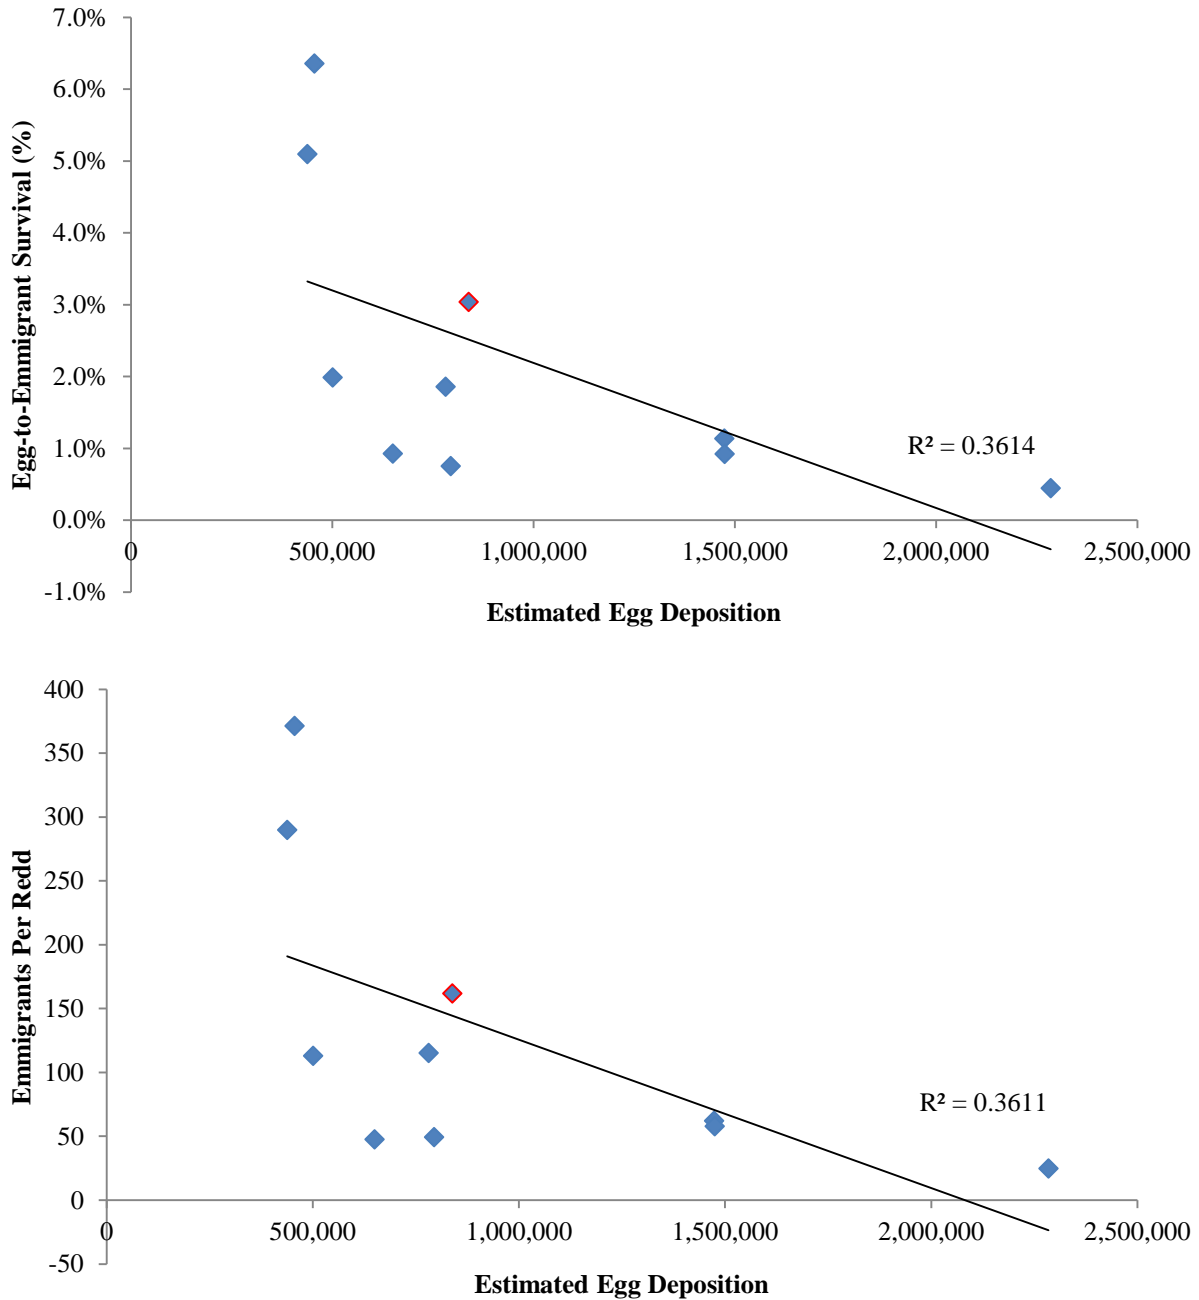 7.0%
6.0%
5.0%
4.0%
3.0%
2.0%
1.0%
0.0%
-1.0%
Egg-to-Emmigrant Survival (%)
R² = 0.3614
0 500,000 1,000,000 1,500,000 2,000,000 2,500,000
Estimated Egg Deposition
400
350
300
250
200
150
100
50
0
-50
Emmigrants Per Redd
R² = 0.3611
0 500,000 1,000,000 1,500,000 2,000,000 2,500,000
Estimated Egg Deposition